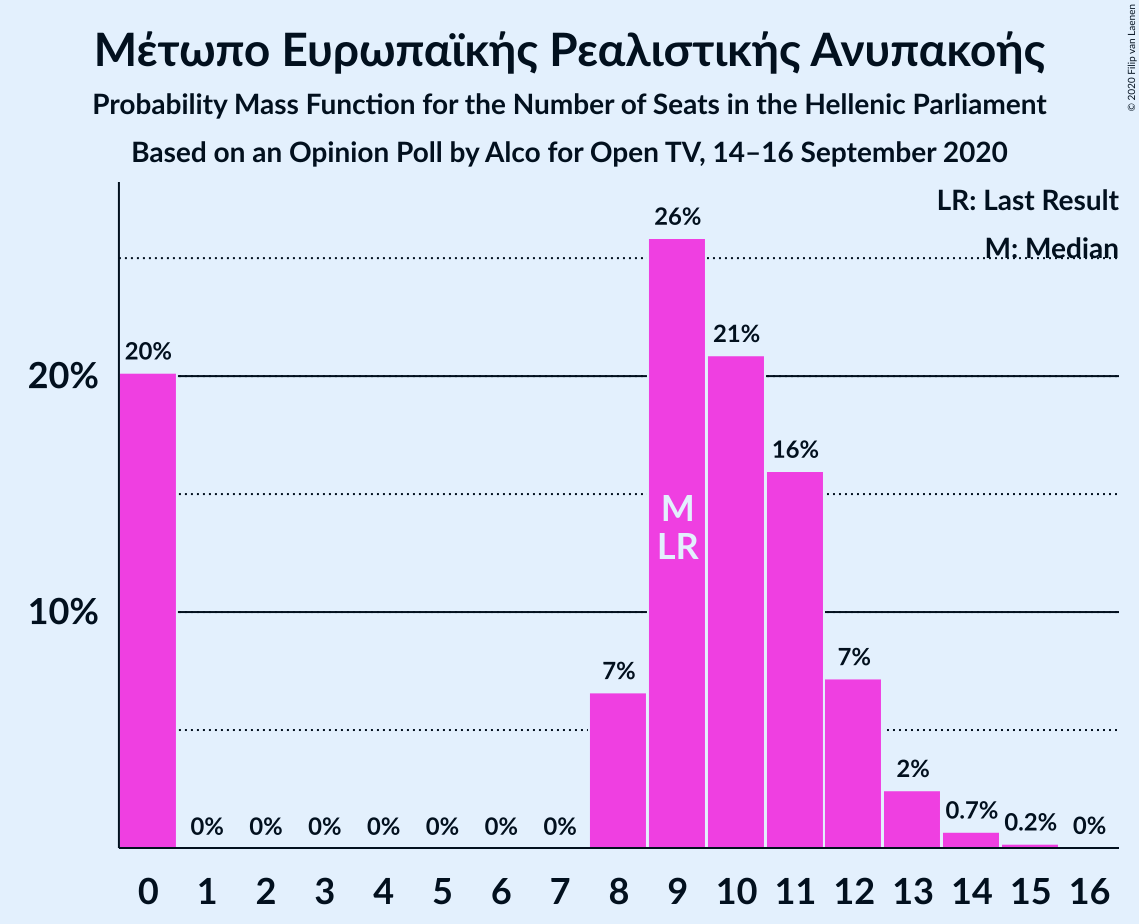 Μέτωπο Ευρωπαϊκής Ρεαλιστικής Ανυπακοής
Probability Mass Function for the Number of Seats in the Hellenic Parliament
Based on an Opinion Poll by Alco for Open TV, 14–16 September 2020
© 2020 Filip van Laenen
LR: Last Result
M: Median
20%
10%
20%
0%
0%
0%
0%
0%
0%
0%
7%
26%
21%
16%
7%
2%
0.7%
0.2%
0%
M
LR
0 1 2 3 4 5 6 7 8 9 10 11 12 13 14 15 16